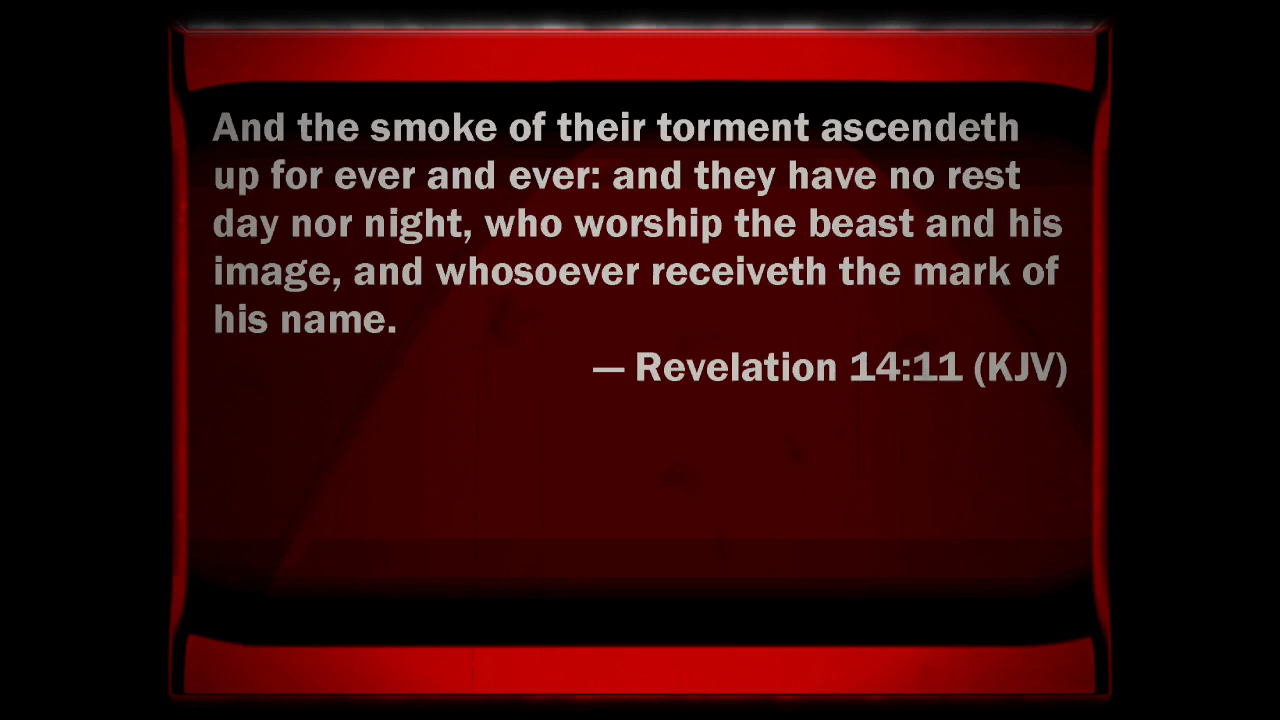 And the smoke of their torment ascendeth
up for ever and ever: and they have no rest
day nor night, who worship the beast and his
image, and whosoever receiveth the mark of
his name.
— Revelation 14:11 (KJV)